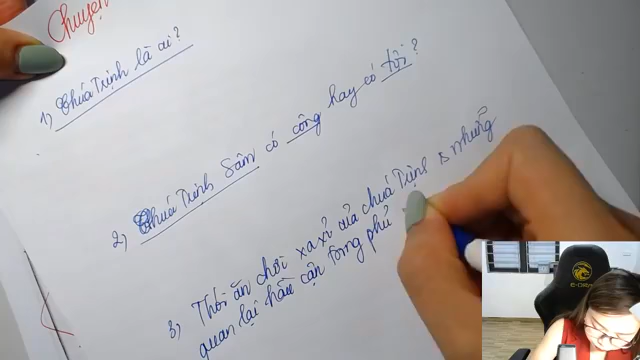 Chuyện
1) Chúa Trịnh là ai?
2) Chúa Trịnh Sâm có công hay có tội?
3) Thói ăn chơi xa xỉ của chúa Trịnh & những
quan lại hầu cận trong phủ